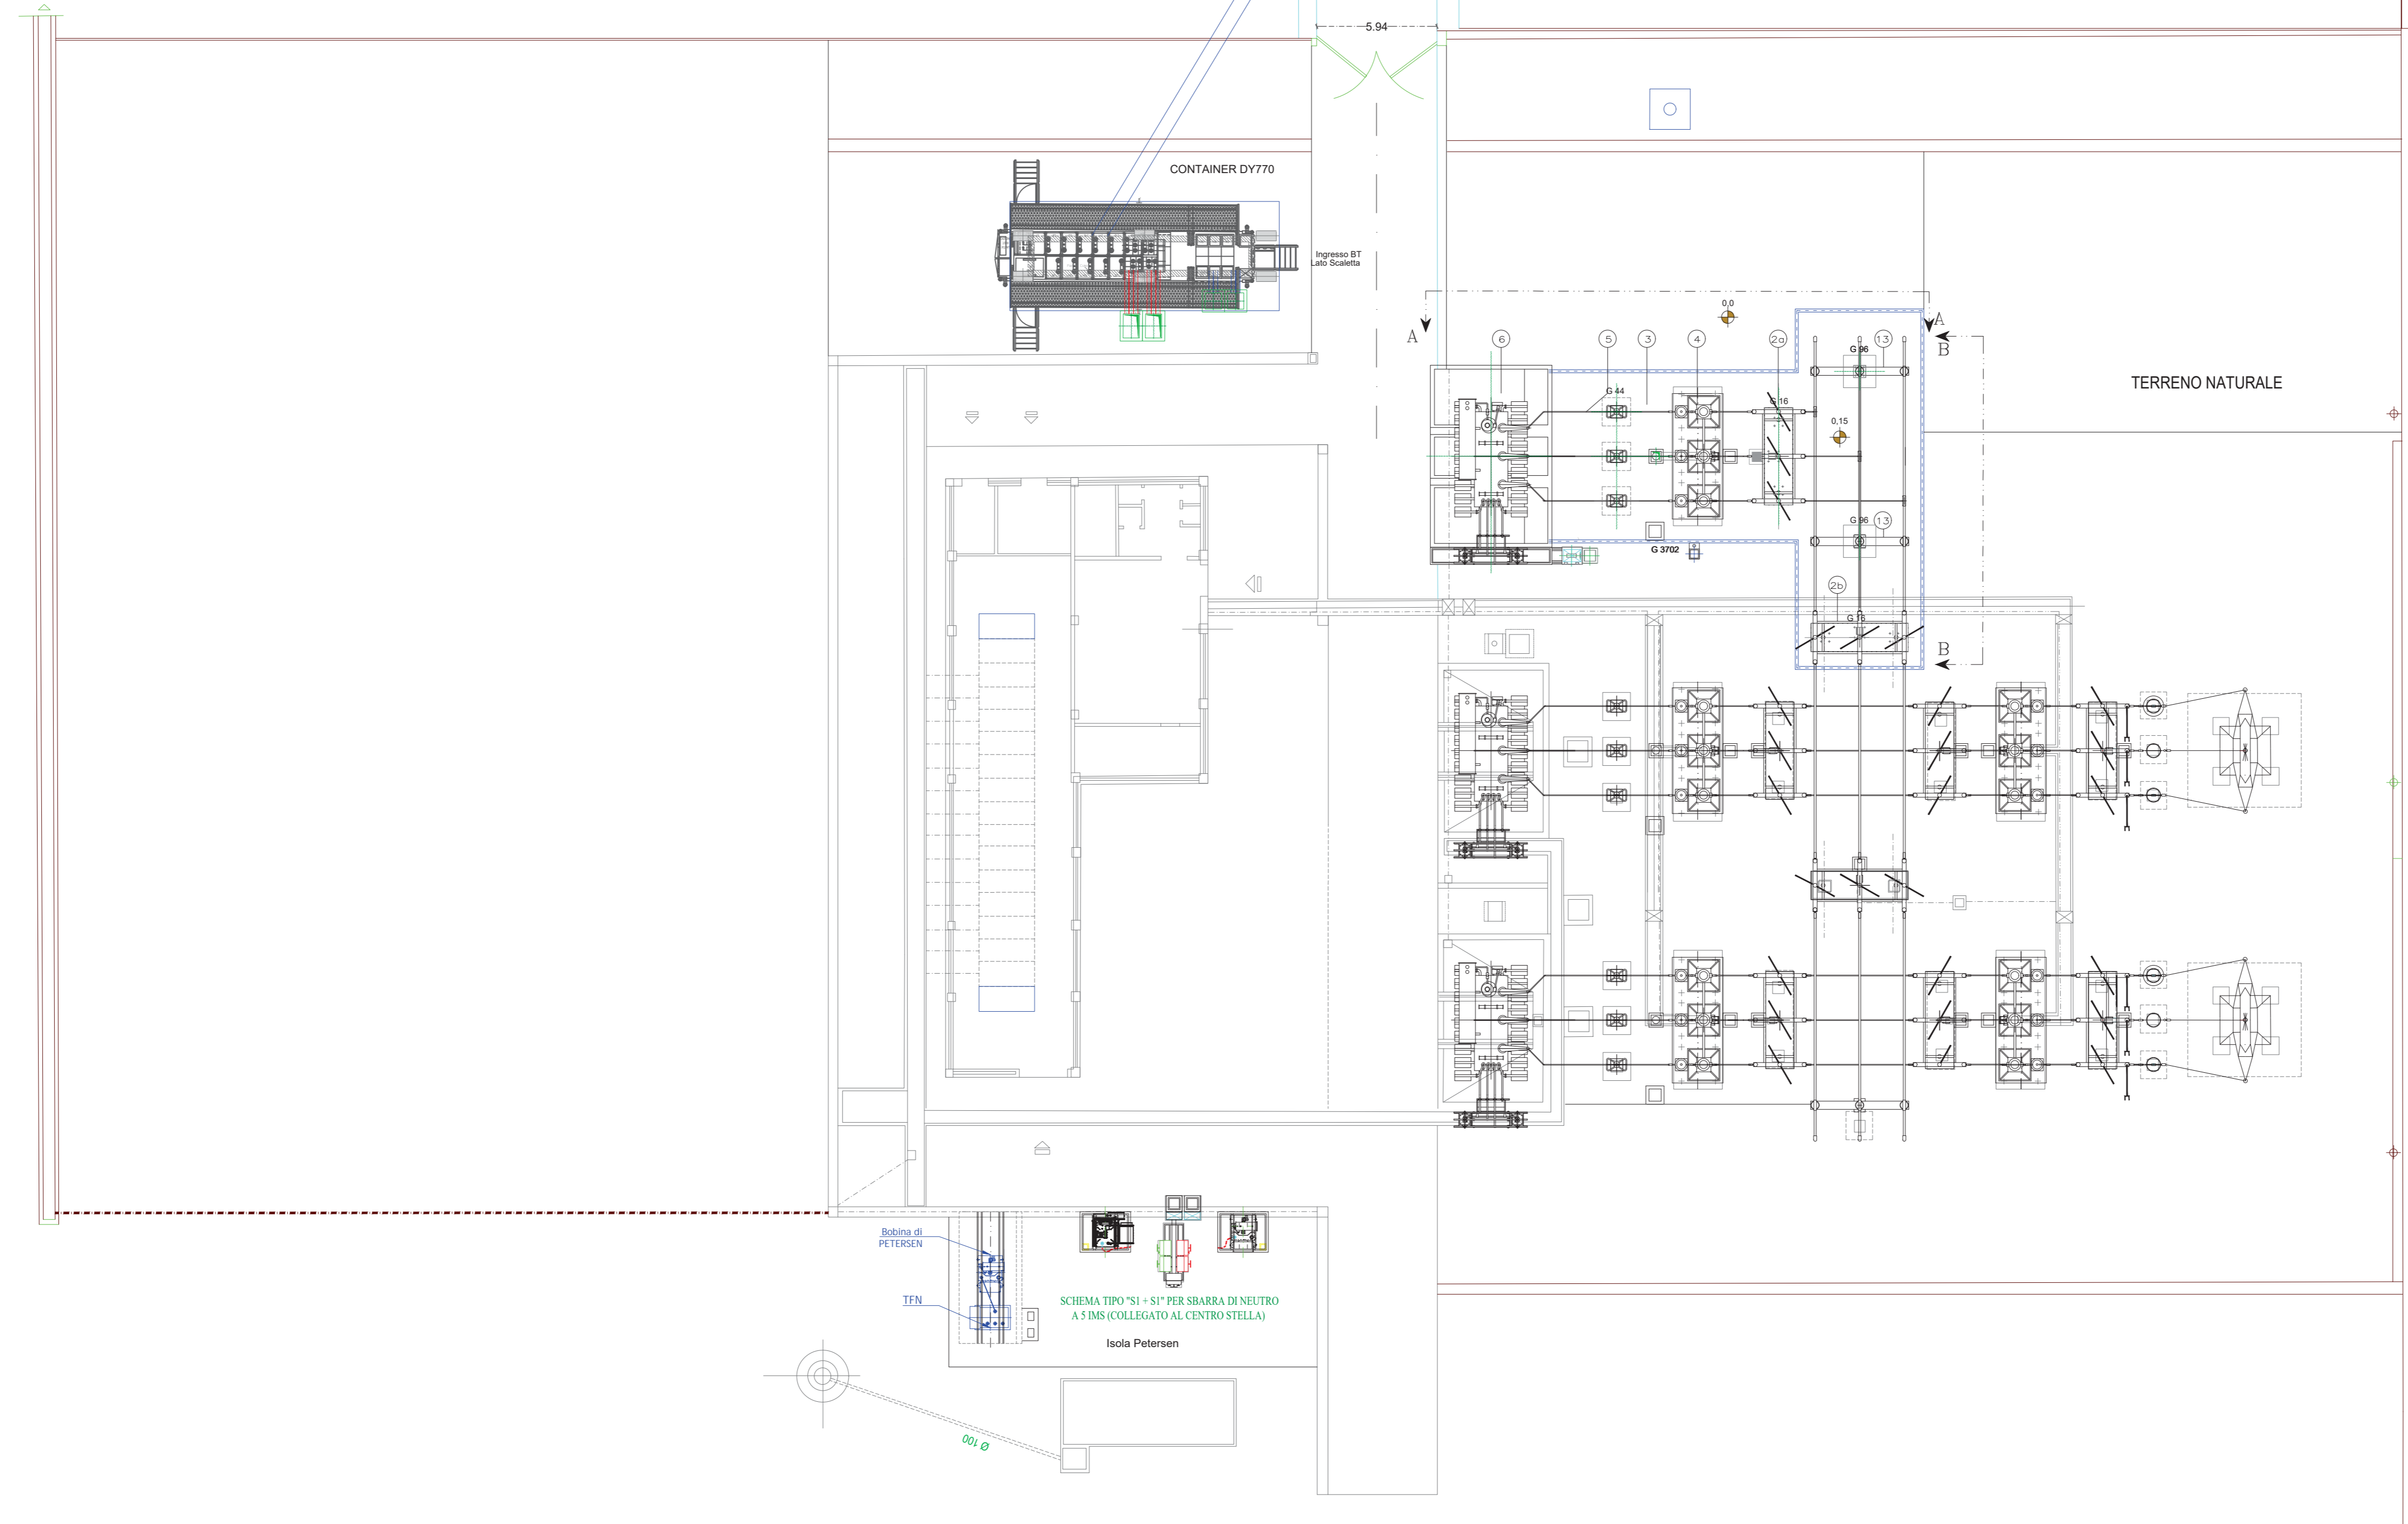 5.94
CONTAINER DY770
Ingresso BT
Lato Scaletta
0,0
A
A
B
6
5
3
4
2a
G 96
13
TERRENO NATURALE
G 44
G 16
0,15
G 96
13
G 3702
2b
G 16
B
Bobina di
PETERSEN
TFN
SCHEMA TIPO "S1 + S1" PER SBARRA DI NEUTRO
A 5 IMS (COLLEGATO AL CENTRO STELLA)
Isola Petersen
Ø 100